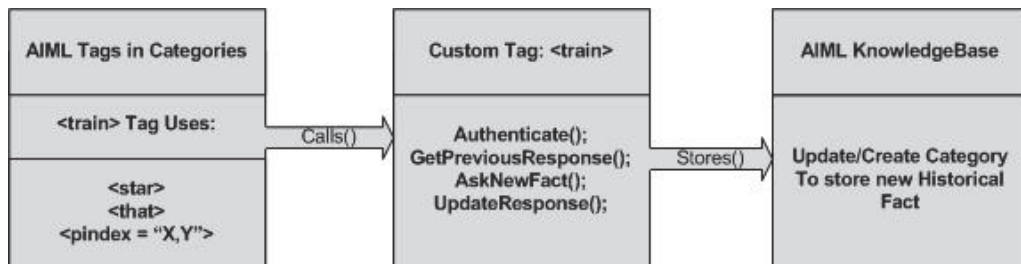 AIML Tags in Categories
<train> Tag Uses:
<star>
<that>
<pindex = “X,Y”>
Calls()
Custom Tag: <train>
Authenticate();
GetPreviousResponse();
AskNewFact();
UpdateResponse();
Stores()
AIML KnowledgeBase
Update/Create Category
To store new Historical
Fact